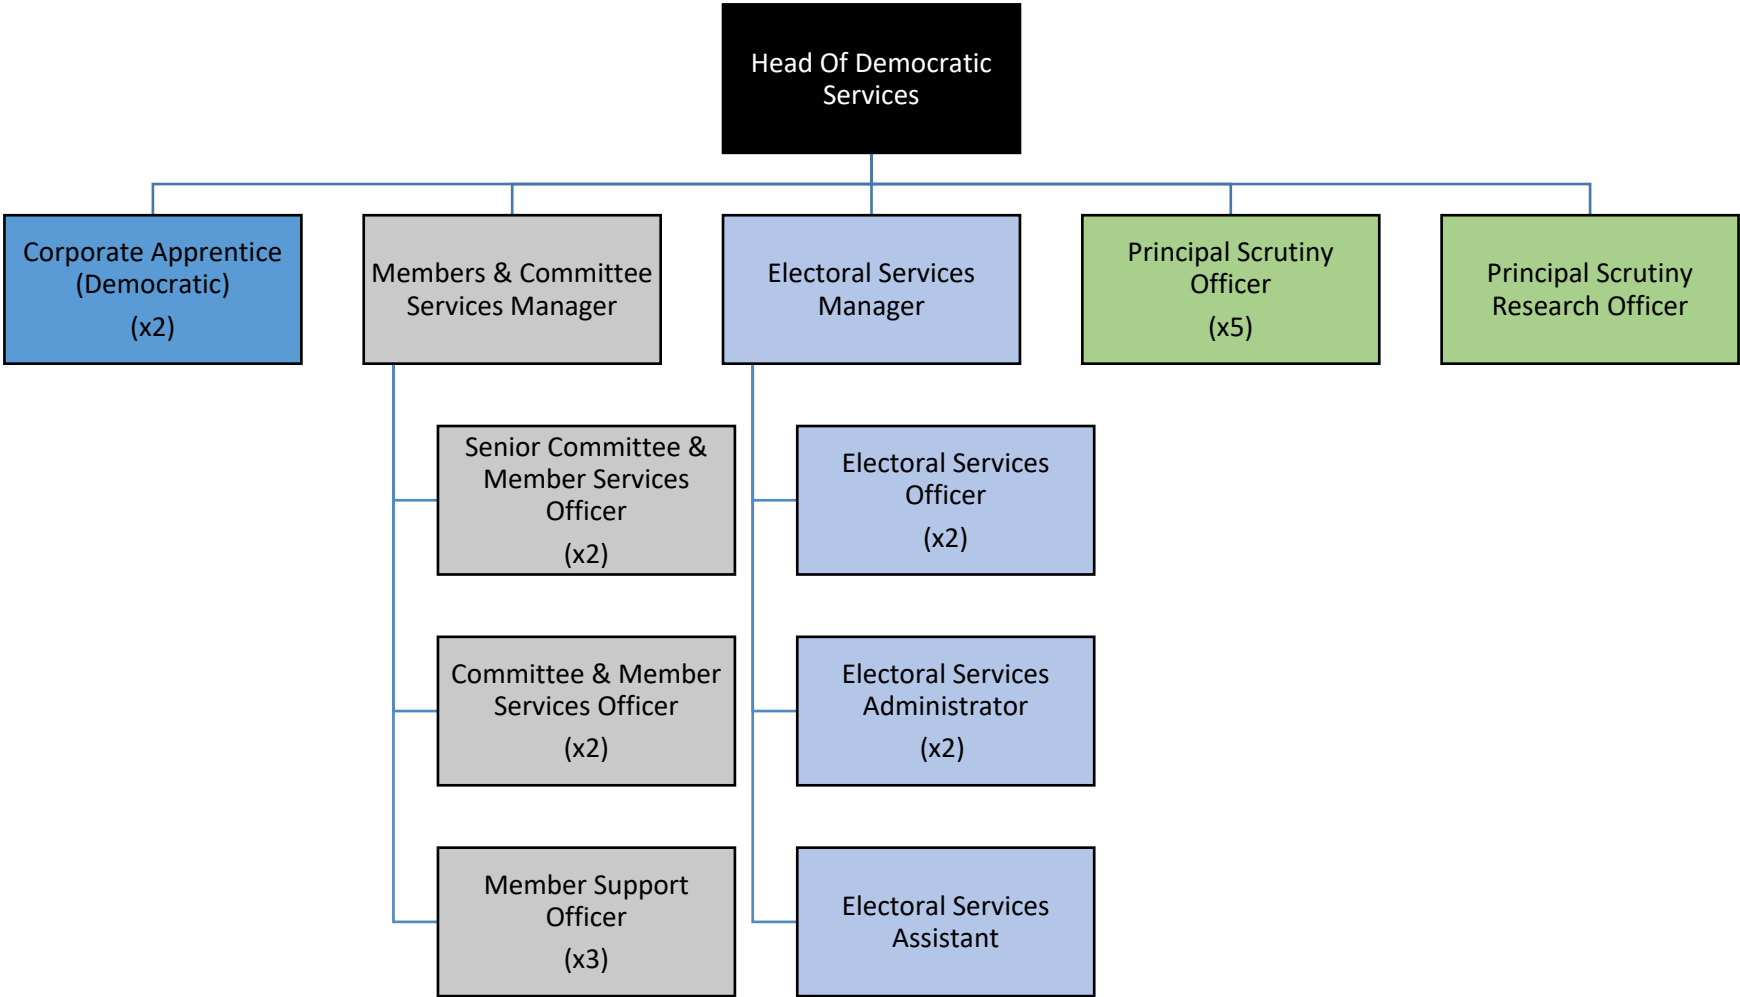 Head Of Democratic
Services
Corporate Apprentice
(Democratic)
(x2)
Members & Committee
Services Manager
Electoral Services
Manager
Principal Scrutiny
Officer
(x5)
Principal Scrutiny
Research Officer
Senior Committee &
Member Services
Officer
(x2)
Electoral Services
Officer
(x2)
Committee & Member
Services Officer
(x2)
Electoral Services
Administrator
(x2)
Member Support
Officer
(x3)
Electoral Services
Assistant